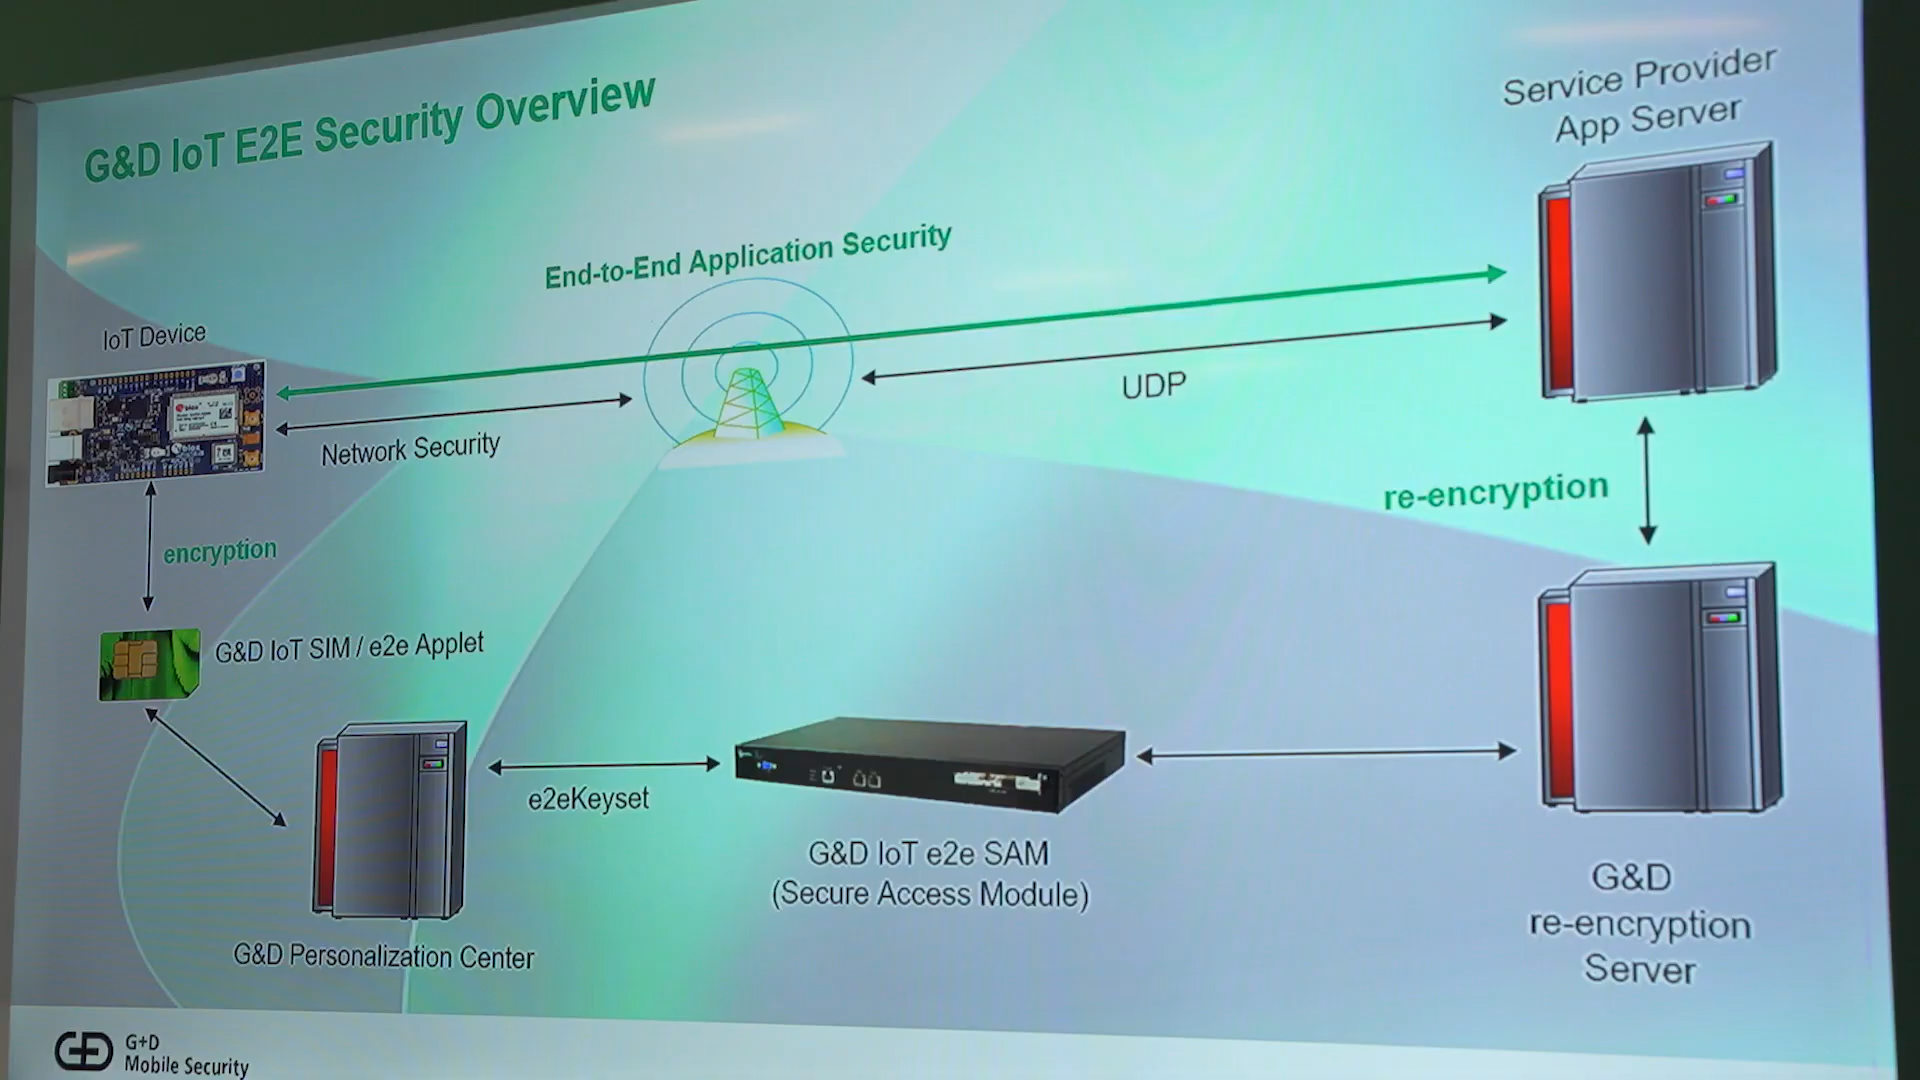 G&D IoT E2E Security Overview
Service Provider
App Server
End-to-End Application Security
IoT Device
UDP
Network Security
re-encryption
encryption
G&D IoT SIM / e2e Applet
e2eKeyset
G&D IoT e2e SAM
(Secure Access Module)
G&D
re-encryption
Server
G&D Personalization Center
G+D
Mobile Security